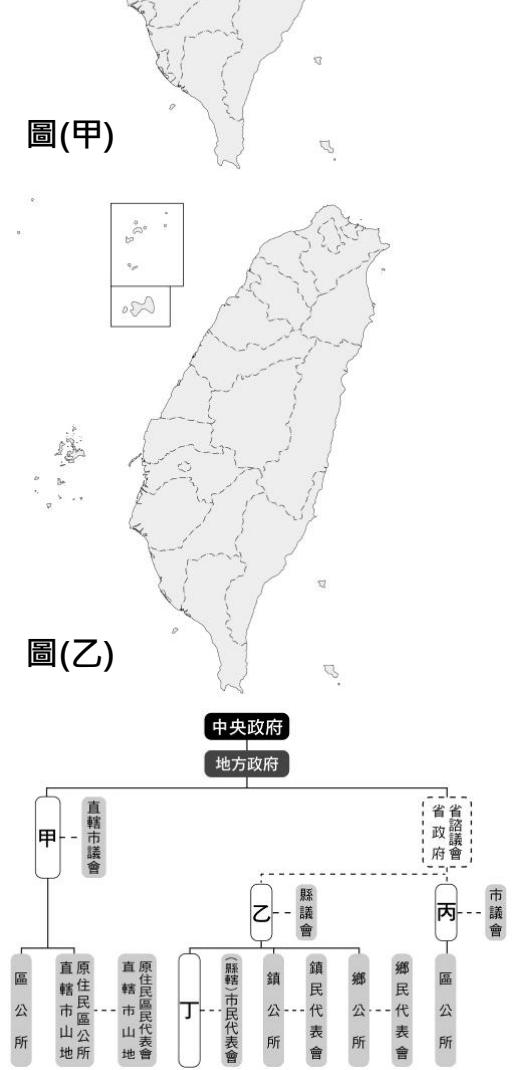 圖(甲)
圖(乙)
中央政府
地方政府
甲
直轄市議會
省政府
省諮議會
乙
縣議會
丙
市議會
區公所
直轄市山地
原住民區公所
直轄市山地
原住民區民代表會
丁
(縣轄)市民代表會
鎮公所
鎮民代表會
鄉公所
鄉民代表會
區公所